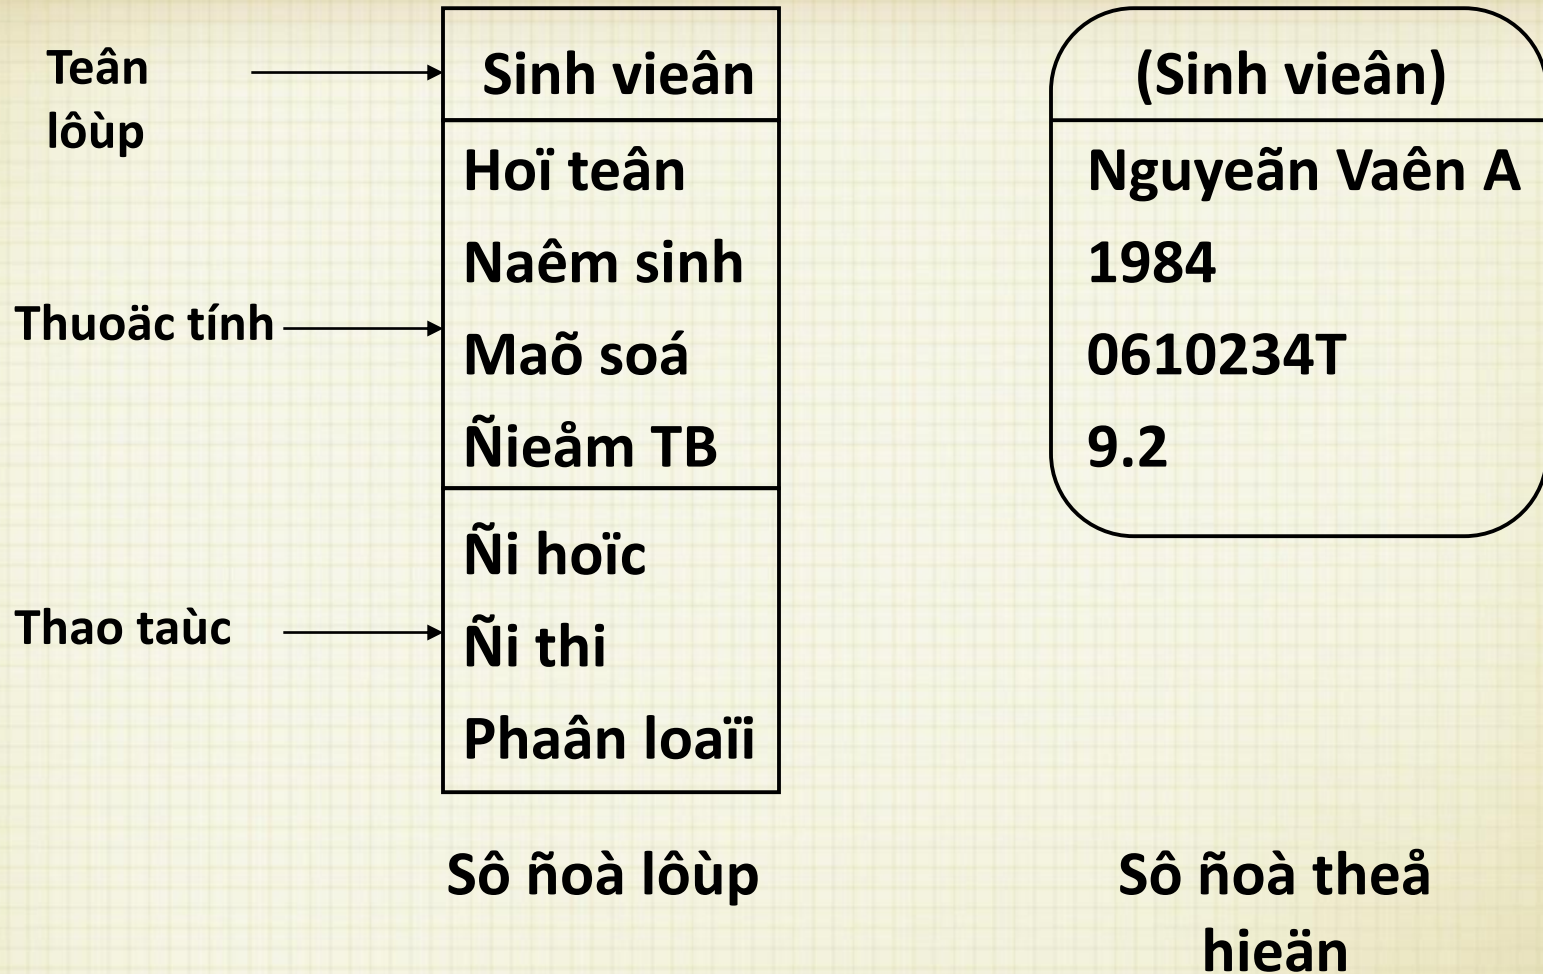 Teân
lôùp
Sinh vieân
Hoï teân
Naêm sinh
Thuoäc tính
Maõ soá
Ñieåm TB
Ñi hoïc
Thao taùc
Ñi thi
Phaân loaïi
Sô ñoà lôùp
(Sinh vieân)
Nguyeãn Vaên A
1984
0610234T
9.2
Sô ñoà theå
hieän